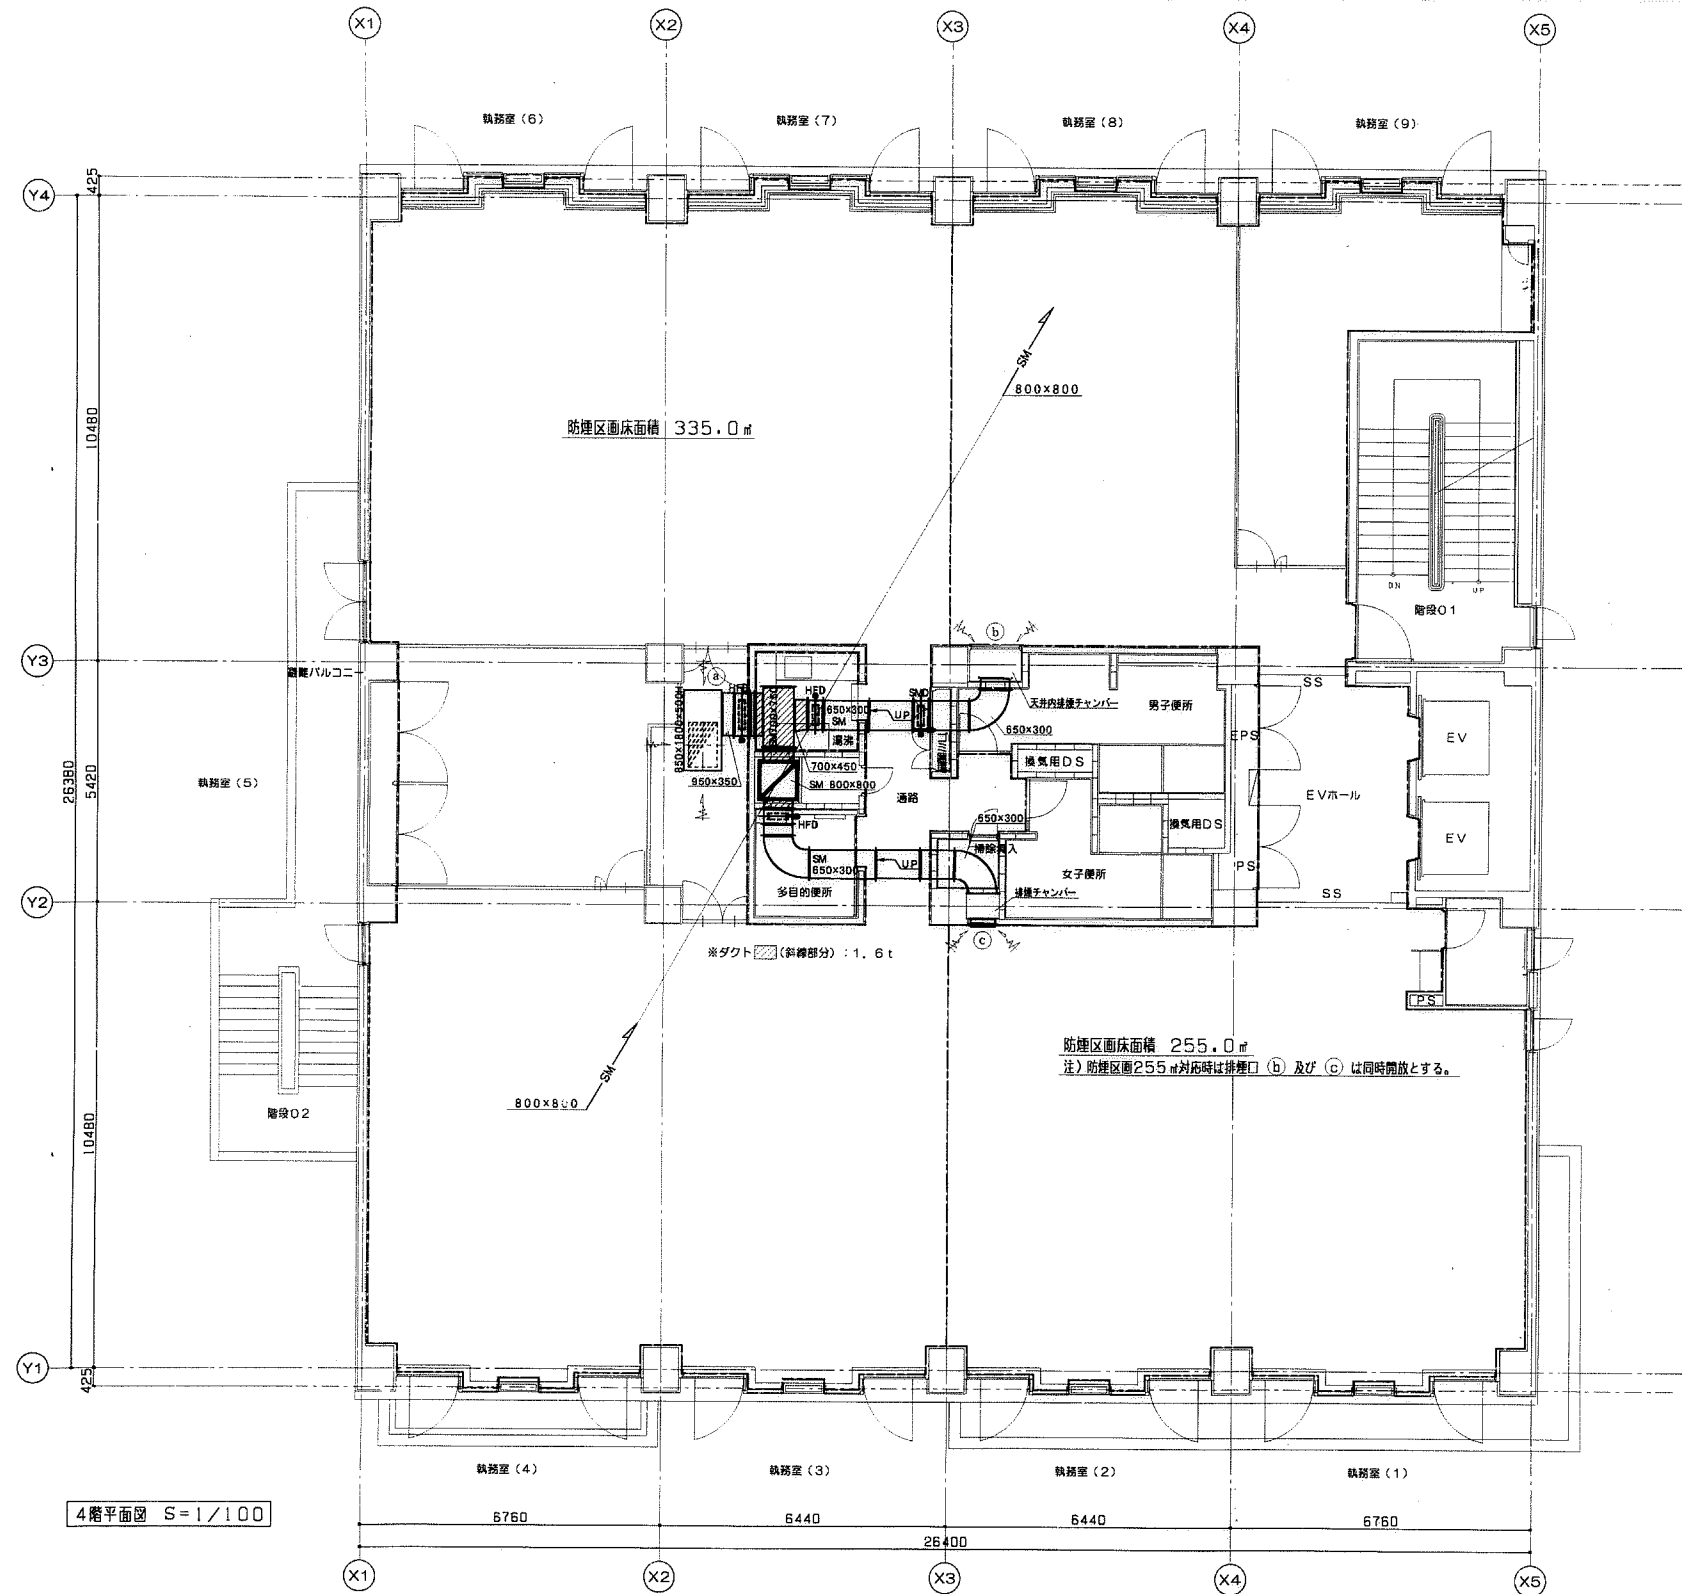 X1
X2
X3
X4
X5
執務室（6）
執務室（7）
執務室（8）
執務室（9）
Y4
425
SM
800×800
防煙区画床面積 335.0㎡
10480
DN
UP
階段01
b
Y3
避難バルコニー
a
SS
HFD
HFD
SMD
天井内排煙チャンバー
男子便所
650×300
UP
SM
650×300
湯沸
EPS
EV
850×1800×500H
換気用DS
700×450
950×350
SM 800×800
通路
EVホール
執務室（5）
26380
5420
650×300
換気用DS
HFD
EV
SM
650×300
UP
PS
女子便所
多目的便所
排煙チャンバー
SS
Y2
c
※ダクト（斜線部分）：1．6t
PS
防煙区画床面積 255.0㎡
注）防煙区画255㎡対応時は排煙口 b 及び c は同時開放とする。
SM
800×800
階段02
10480
Y1
425
執務室（4）
執務室（3）
執務室（2）
執務室（1）
4階平面図 S=1/100
6760
6440
6440
6760
26400
X1
X2
X3
X4
X5